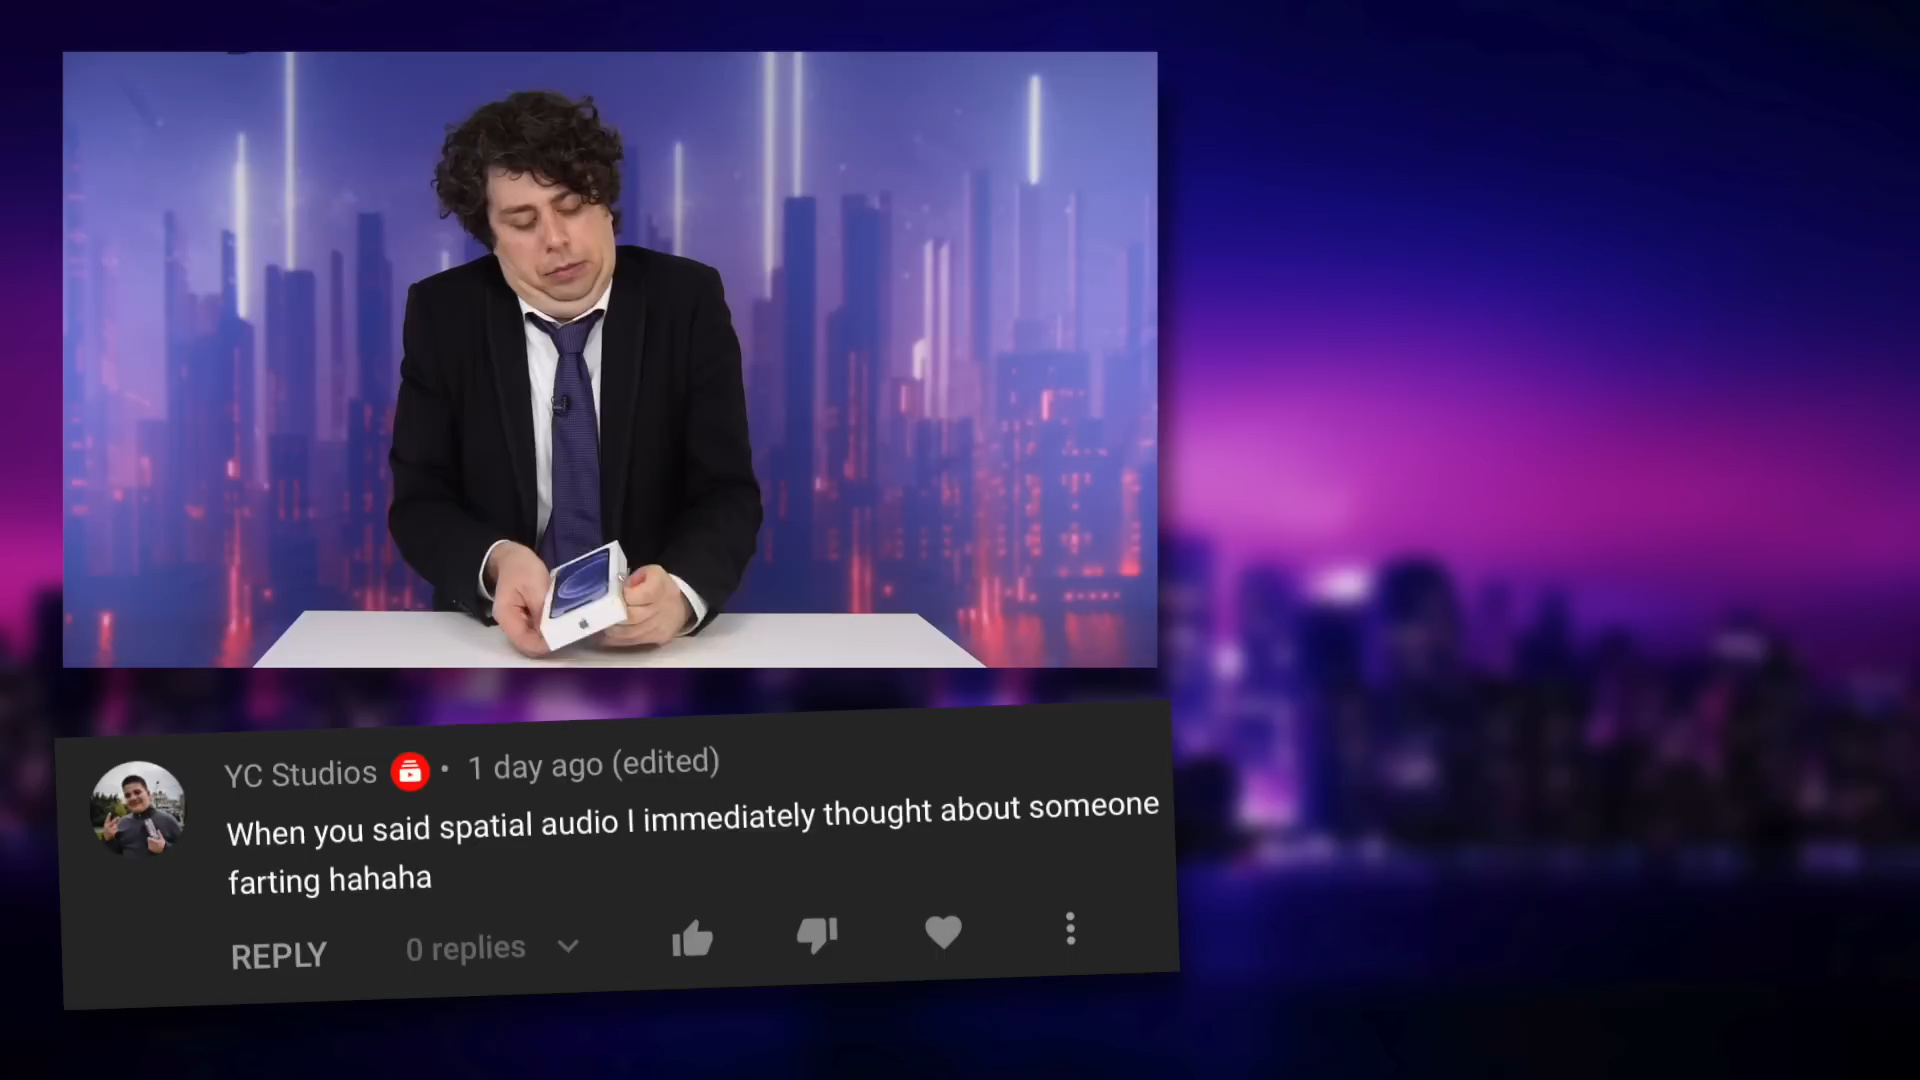 YC Studios • 1 day ago (edited)
When you said spatial audio I immediately thought about someone
farting hahaha
REPLY 0 replies